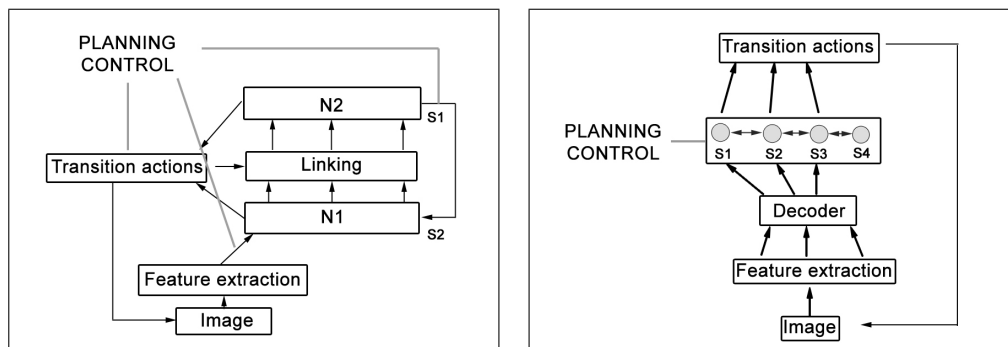 PLANNING
CONTROL
N2
S1
Transition actions
Linking
N1
S2
Feature extraction
Image
Transition actions
PLANNING
CONTROL
S1 S2 S3 S4
Decoder
Feature extraction
Image